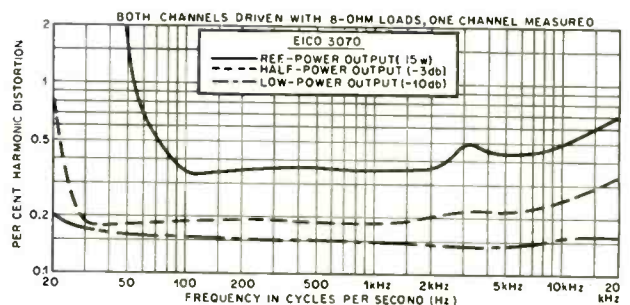 BOTH CHANNELS DRIVEN WITH 8-OHM LOADS, ONE CHANNEL MEASURED
EICO 3070
REF-POWER OUTPUT (15w)
HALF-POWER OUTPUT (-3db)
LOW-POWER OUTPUT (-10db)
PER CENT HARMONIC DISTORTION
2
1
0.5
0.2
0.1
20 50 100 200 500 1kHz 2kHz 5kHz 10kHz 20
kHz
FREQUENCY IN CYCLES PER SECOND (Hz)